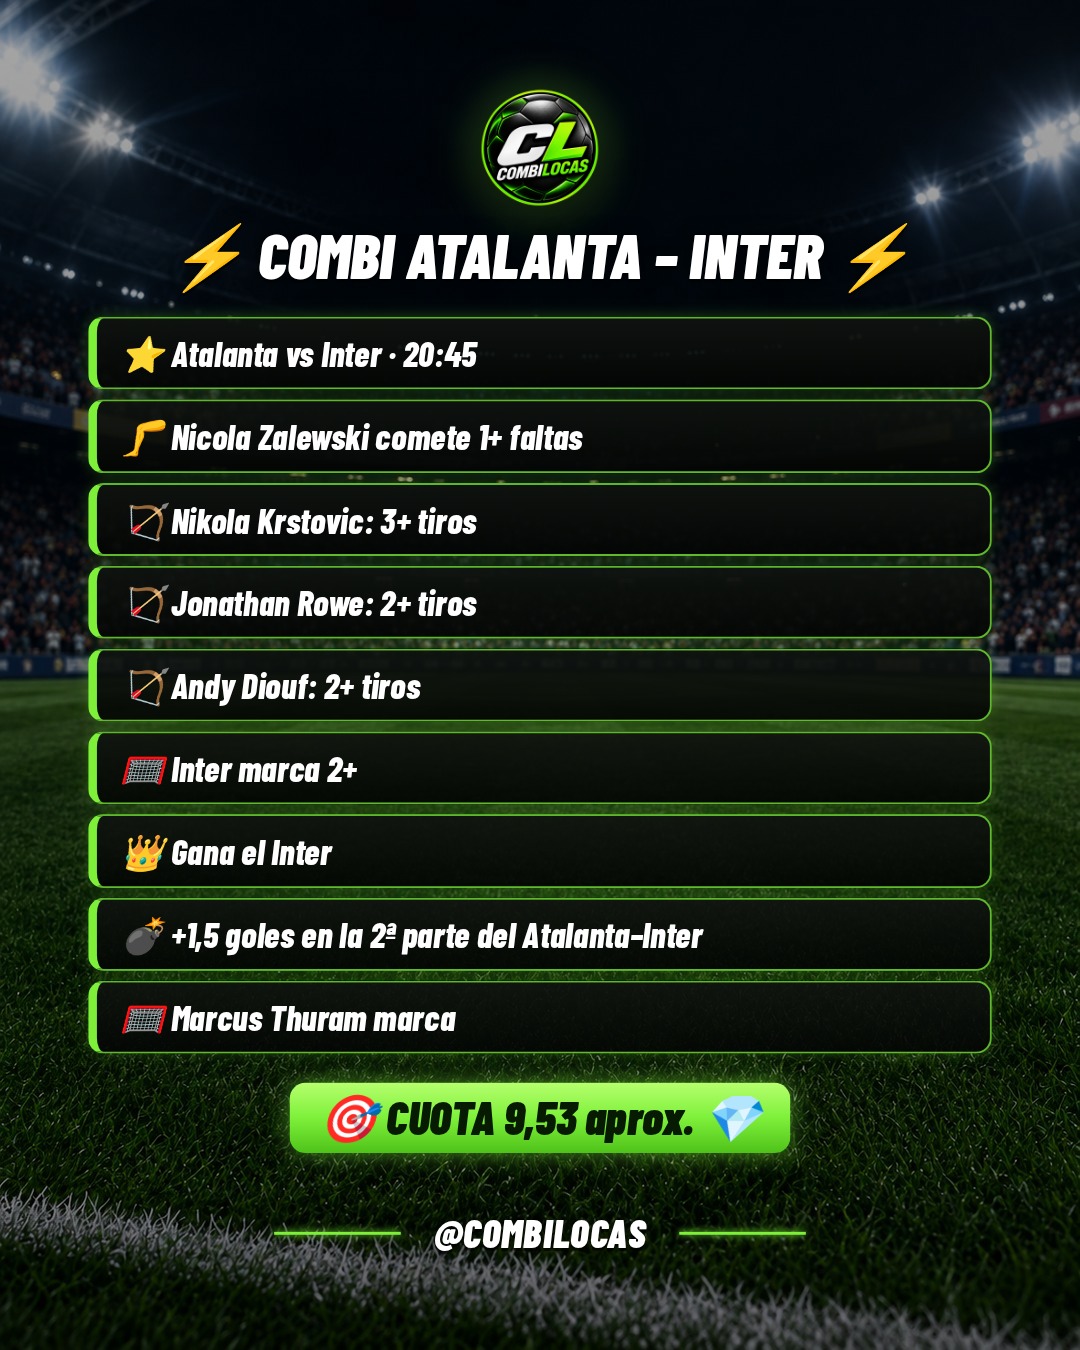 CL
COMBILOCAS
⚡ COMBI ATALANTA - INTER ⚡
⭐ Atalanta vs Inter · 20:45
🦵 Nicola Zalewski comete 1+ faltas
🏹 Nikola Krstovic: 3+ tiros
🏹 Jonathan Rowe: 2+ tiros
🏹 Andy Diouf: 2+ tiros
🥅 Inter marca 2+
👑 Gana el Inter
💣 +1,5 goles en la 2ª parte del Atalanta-Inter
🥅 Marcus Thuram marca
🎯 CUOTA 9,53 aprox. 💎
@COMBILOCAS